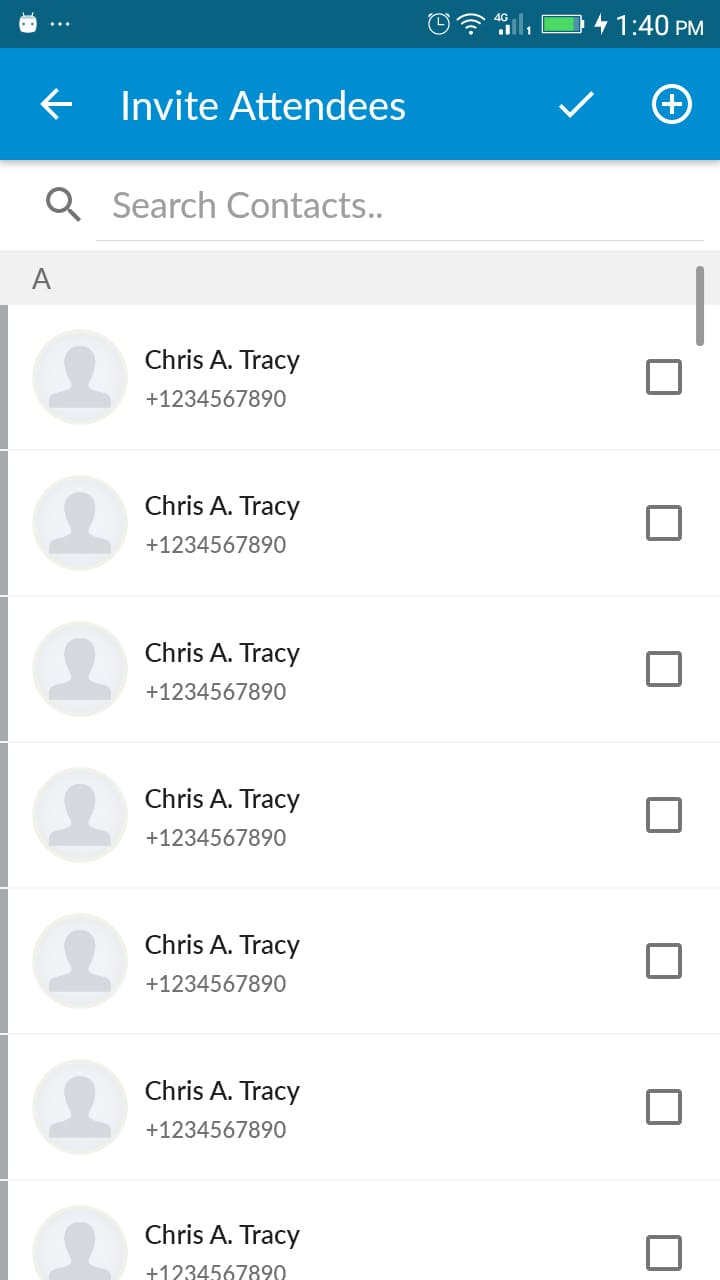 4G 1 1:40 PM
Invite Attendees
Search Contacts..
A
Chris A. Tracy
+1234567890
Chris A. Tracy
+1234567890
Chris A. Tracy
+1234567890
Chris A. Tracy
+1234567890
Chris A. Tracy
+1234567890
Chris A. Tracy
+1234567890
Chris A. Tracy
+1234567890